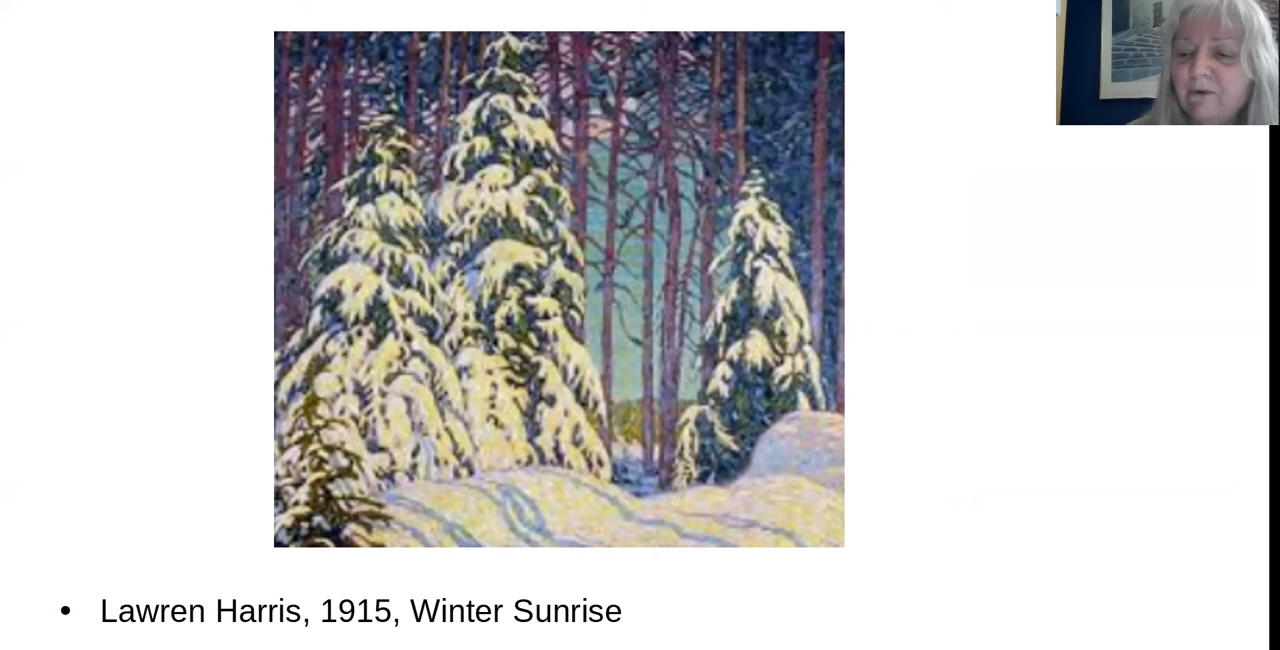 • Lawren Harris, 1915, Winter Sunrise